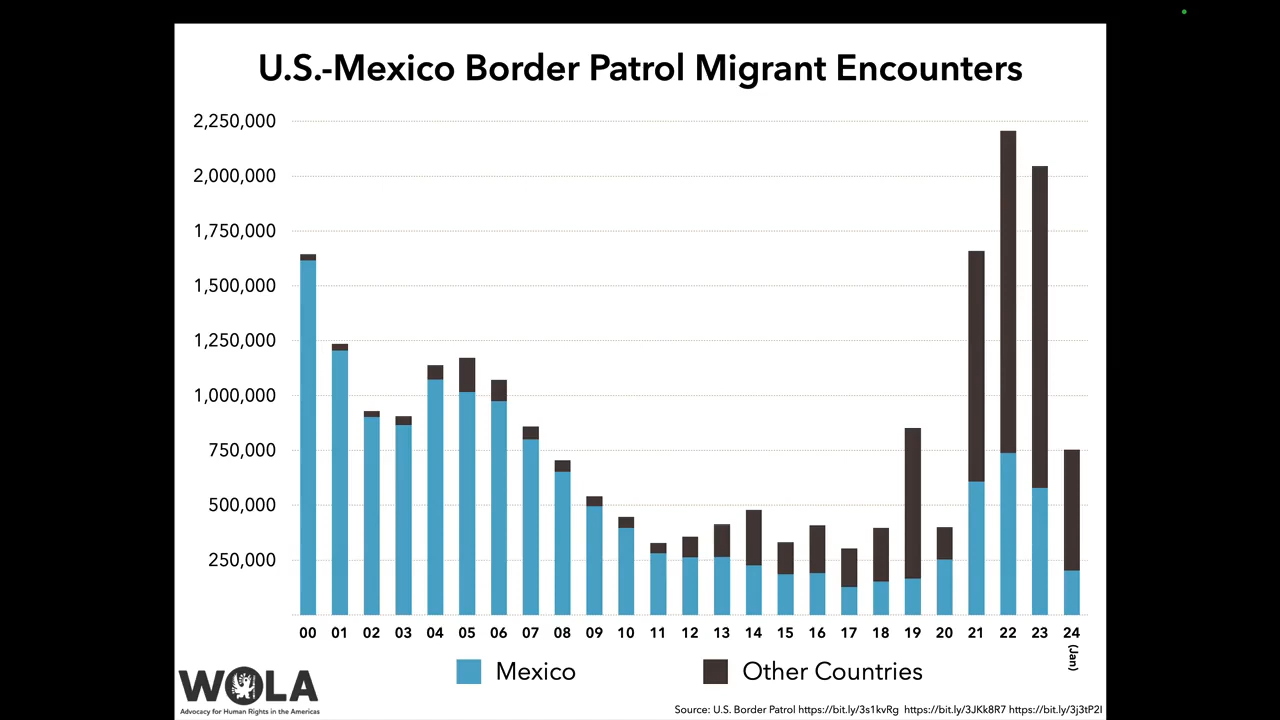 U.S.-Mexico Border Patrol Migrant Encounters
2,250,000
2,000,000
1,750,000
1,500,000
1,250,000
1,000,000
750,000
500,000
250,000
00 01 02 03 04 05 06 07 08 09 10 11 12 13 14 15 16 17 18 19 20 21 22 23 24
(Jan)
Mexico Other Countries
WOLA
Advocacy for Human Rights in the Americas
Source: U.S. Border Patrol https://bit.ly/3s1kvRg https://bit.ly/3JKk8R7 https://bit.ly/3j3tP2I